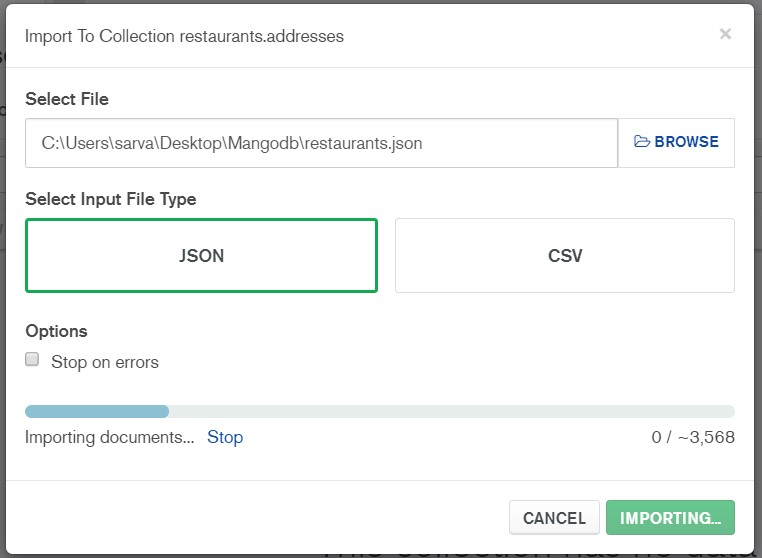 Import To Collection restaurants.addresses ×
Select File
C:\Users\sarva\Desktop\Mangodb\restaurants.json BROWSE
Select Input File Type
JSON CSV
Options
Stop on errors
Importing documents... Stop 0 / ~3,568
CANCEL IMPORTING...